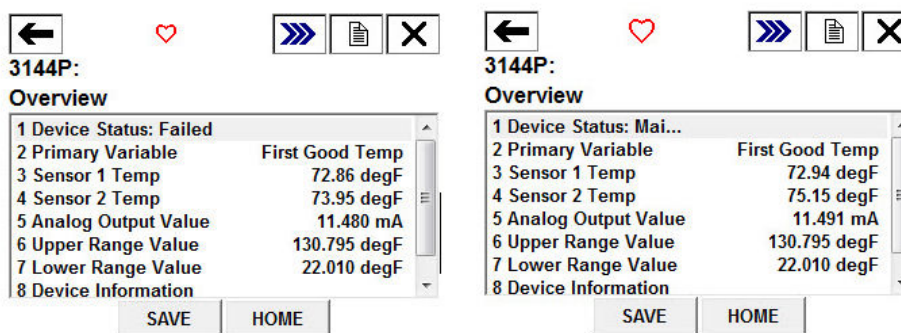 3144P:
Overview
1 Device Status: Failed
2 Primary Variable First Good Temp
3 Sensor 1 Temp 72.86 degF
4 Sensor 2 Temp 73.95 degF
5 Analog Output Value 11.480 mA
6 Upper Range Value 130.795 degF
7 Lower Range Value 22.010 degF
8 Device Information
SAVE HOME
3144P:
Overview
1 Device Status: Mai...
2 Primary Variable First Good Temp
3 Sensor 1 Temp 72.94 degF
4 Sensor 2 Temp 75.15 degF
5 Analog Output Value 11.491 mA
6 Upper Range Value 130.795 degF
7 Lower Range Value 22.010 degF
8 Device Information
SAVE HOME